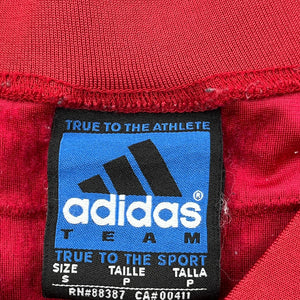 TRUE TO THE ATHLETE
adidas®
TEAM
TRUE TO THE SPORT
SIZE TAILLE TALLA
S P P
RN#88387 CA#00411